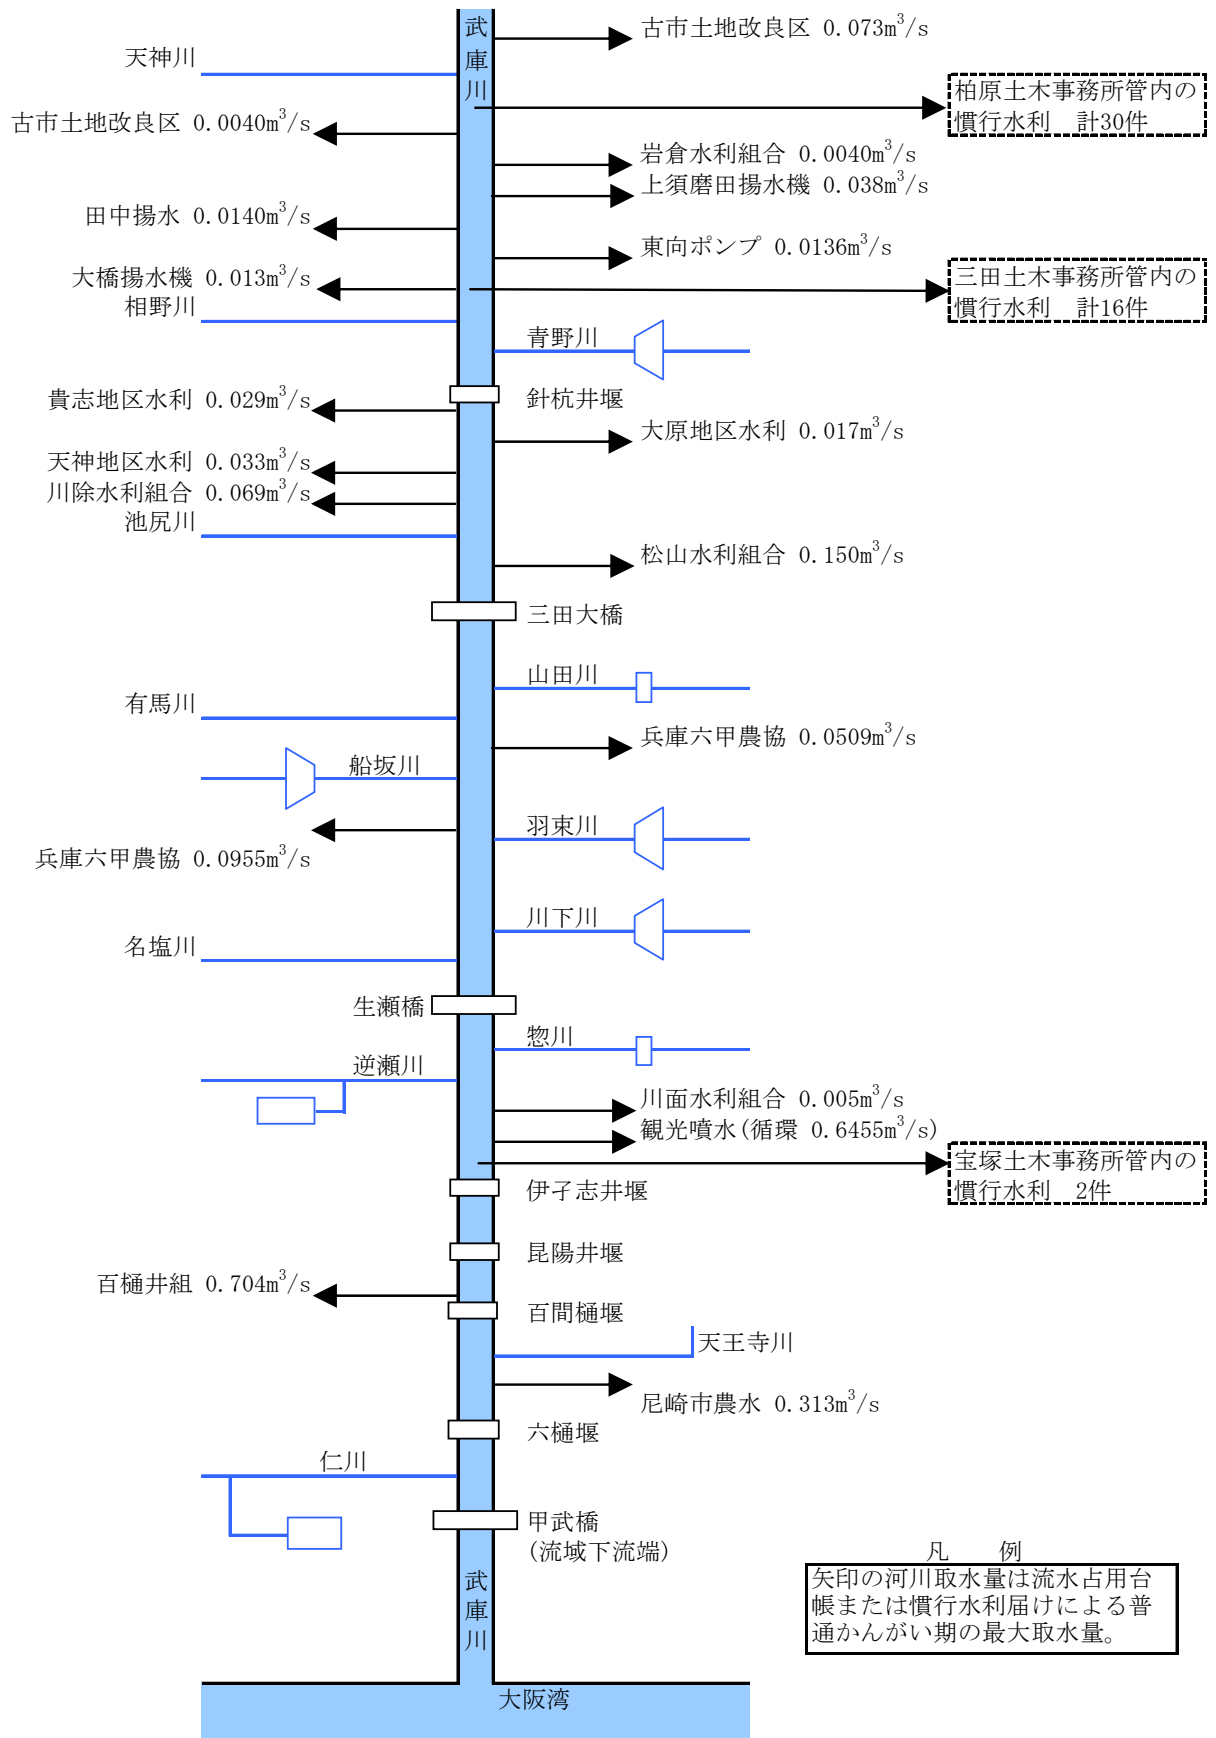 武庫川
古市土地改良区 0.073m³/s
天神川
柏原土木事務所管内の
慣行水利　計30件
古市土地改良区 0.0040m³/s
岩倉水利組合 0.0040m³/s
上須磨田揚水機 0.038m³/s
田中揚水 0.0140m³/s
東向ポンプ 0.0136m³/s
大橋揚水機 0.013m³/s
三田土木事務所管内の
慣行水利　計16件
相野川
青野川
貴志地区水利 0.029m³/s
針杭井堰
大原地区水利 0.017m³/s
天神地区水利 0.033m³/s
川除水利組合 0.069m³/s
池尻川
松山水利組合 0.150m³/s
三田大橋
山田川
有馬川
兵庫六甲農協 0.0509m³/s
船坂川
羽束川
兵庫六甲農協 0.0955m³/s
川下川
名塩川
生瀬橋
惣川
逆瀬川
川面水利組合 0.005m³/s
観光噴水(循環 0.6455m³/s)
宝塚土木事務所管内の
慣行水利　2件
伊孑志井堰
昆陽井堰
百樋井組 0.704m³/s
百間樋堰
天王寺川
尼崎市農水 0.313m³/s
六樋堰
仁川
甲武橋
(流域下流端)
凡　例
矢印の河川取水量は流水占用台
帳または慣行水利届けによる普
通かんがい期の最大取水量。
武庫川
大阪湾